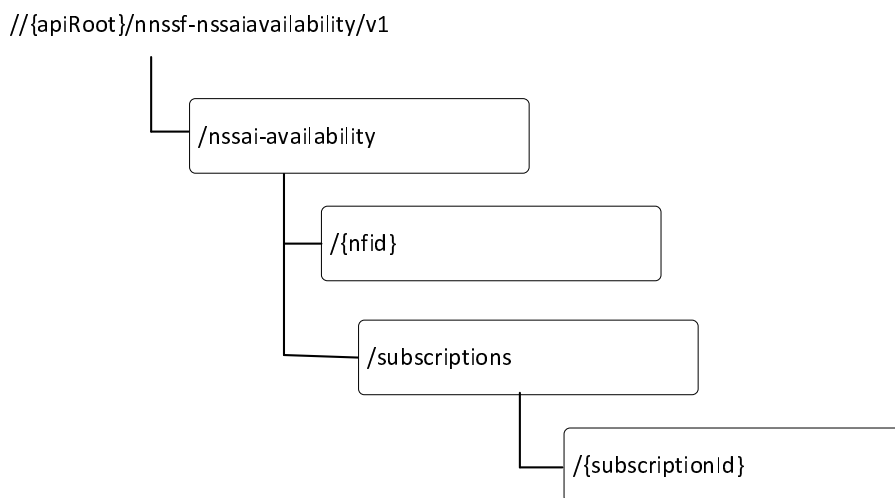 //{apiRoot}/nnssf-nssaiavailability/v1
/nssai-availability
/{nfid}
/subscriptions
/{subscriptionId}